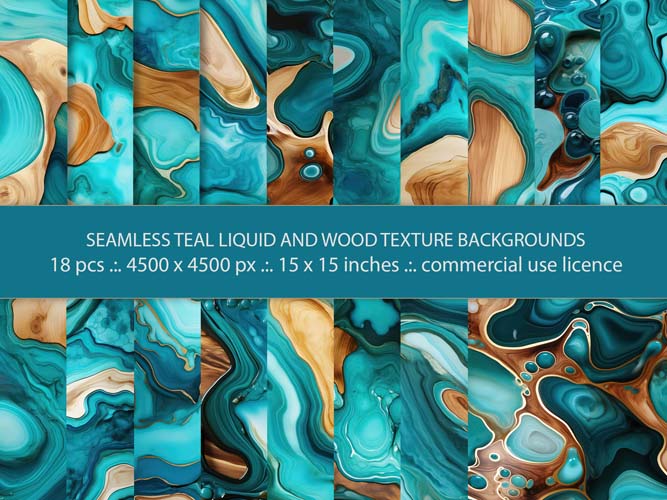 SEAMLESS TEAL LIQUID AND WOOD TEXTURE BACKGROUNDS
18 pcs .:. 4500 x 4500 px .:. 15 x 15 inches .:. commercial use licence